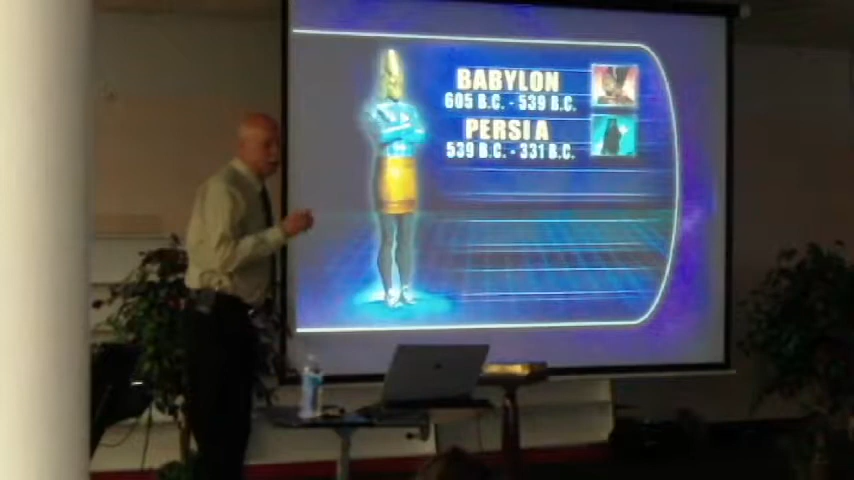 BABYLON
605 B.C. - 539 B.C.
PERSIA
539 B.C. - 331 B.C.